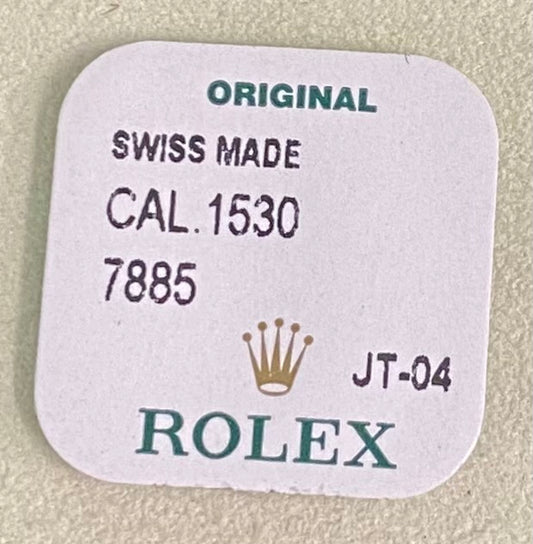 ORIGINAL
SWISS MADE
CAL.1530
7885
JT-04
ROLEX